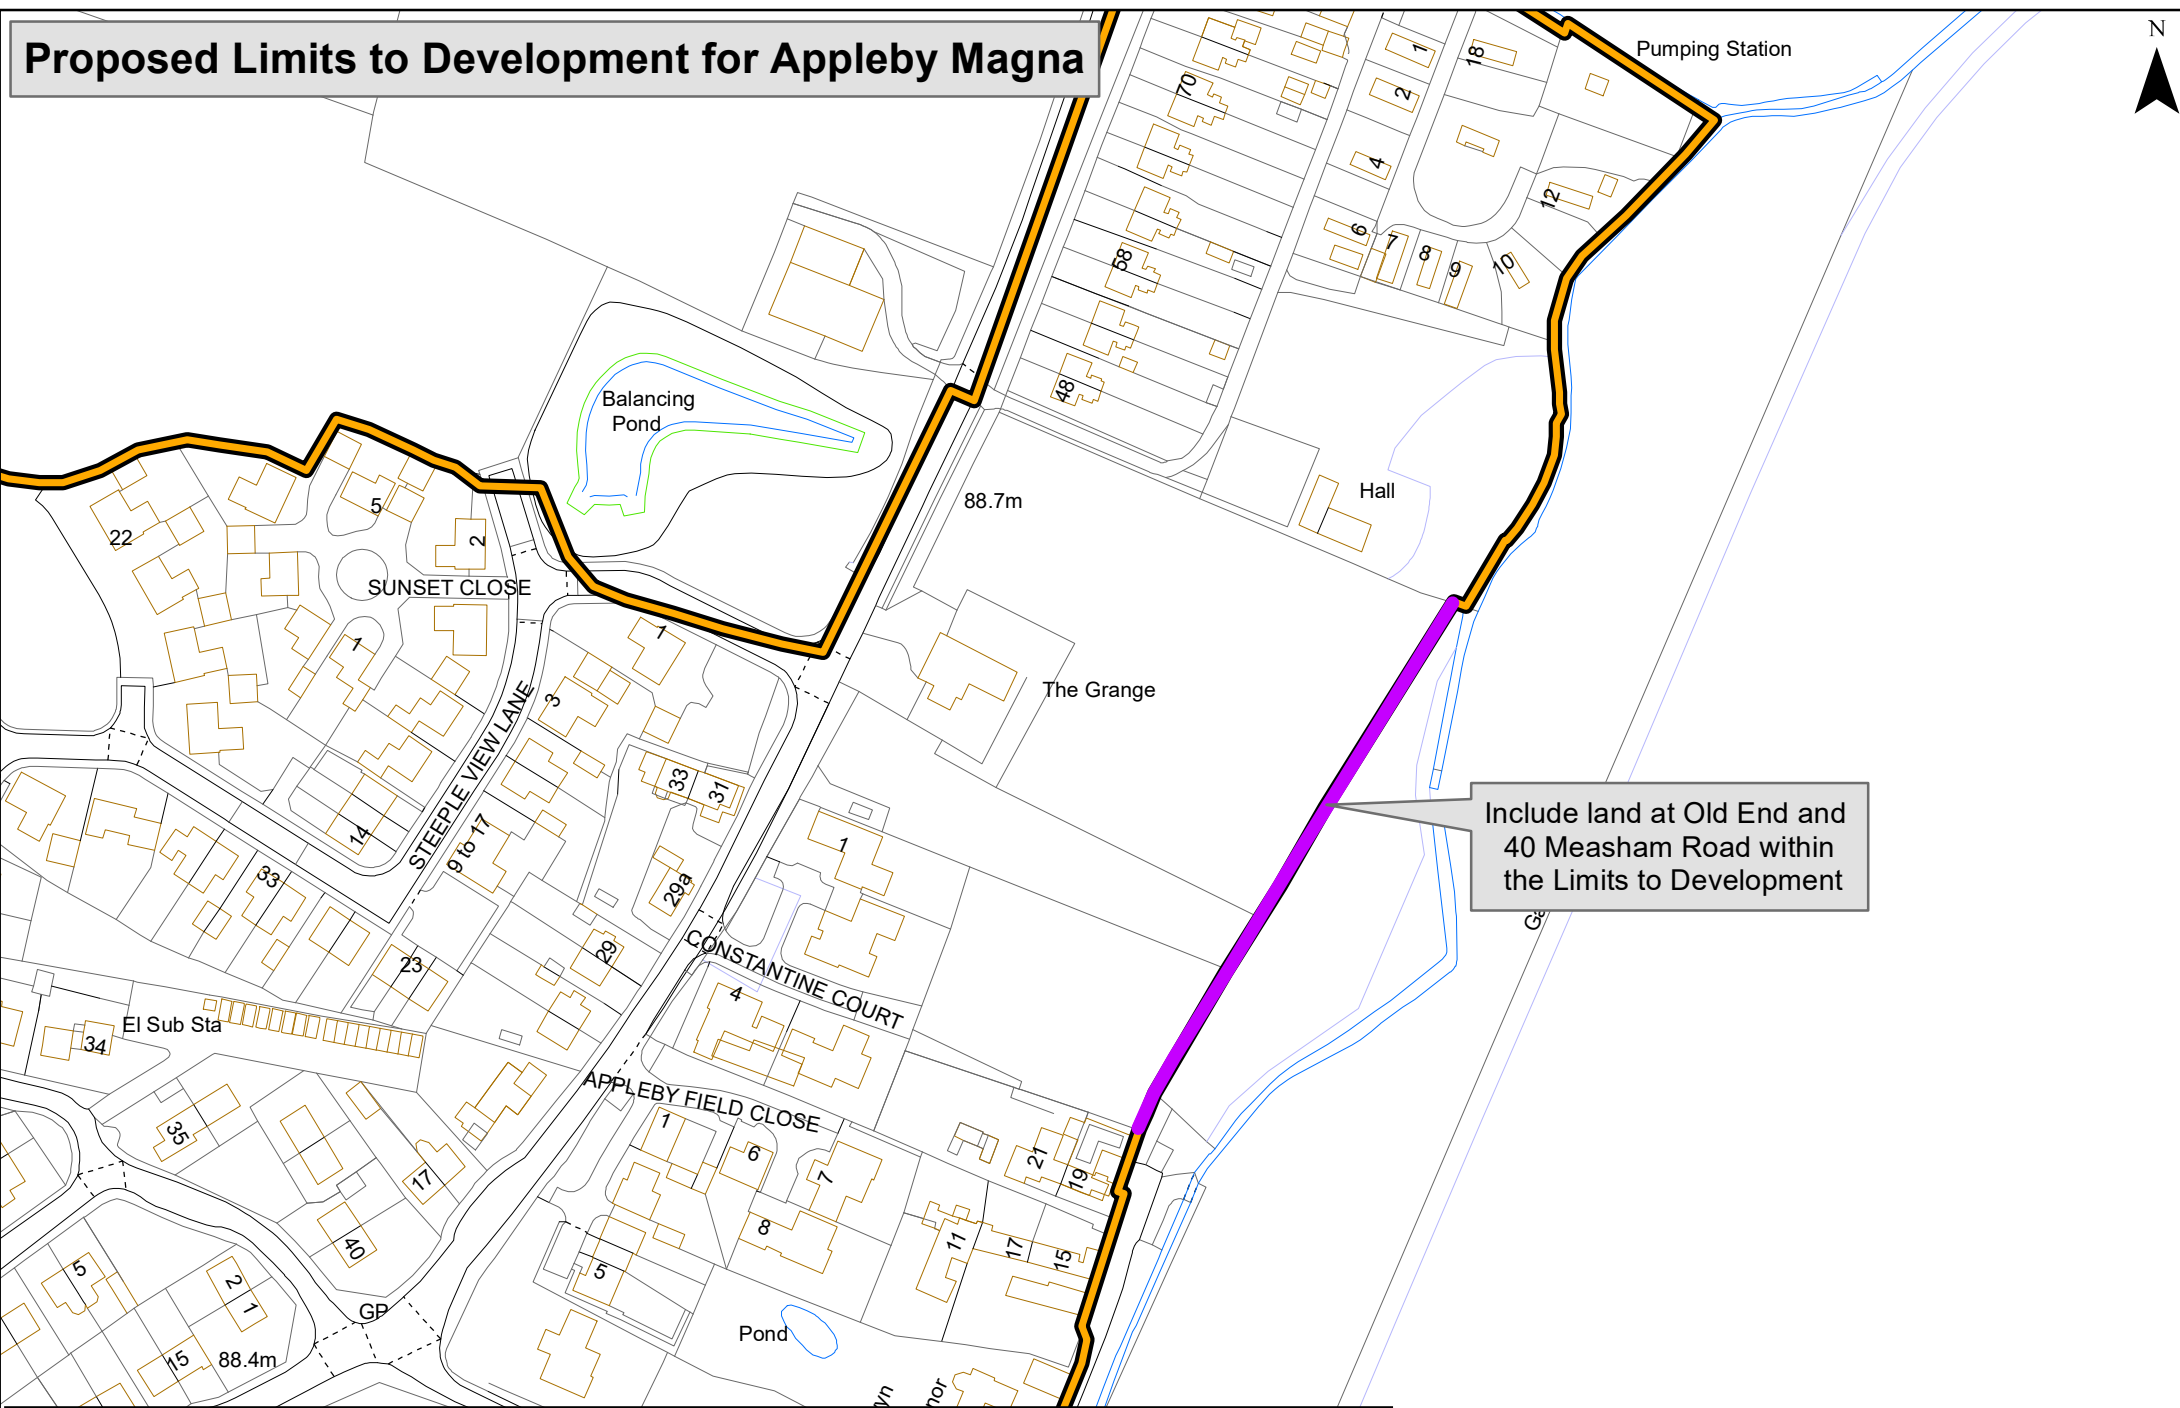 Proposed Limits to Development for Appleby Magna
N
Pumping Station
18
1
2
70
4
12
6
7
8
9
10
58
48
Balancing
Pond
88.7m
Hall
5
22
2
SUNSET CLOSE
1
1
3
The Grange
STEEPLE VIEW LANE
33
31
14
9 to 17
1
Include land at Old End and
40 Measham Road within
the Limits to Development
33
29a
29
23
CONSTANTINE COURT
4
El Sub Sta
34
APPLEBY FIELD CLOSE
35
1
6
7
21
19
17
40
8
11
17
15
5
5
2
1
GP
Pond
15
88.4m